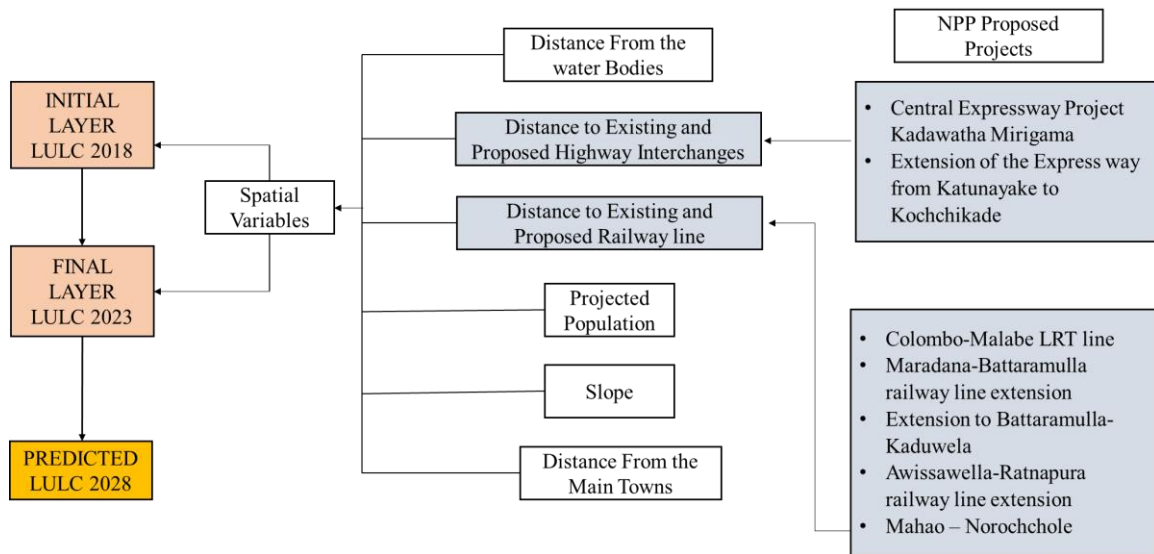 INITIAL
LAYER
LULC 2018
FINAL
LAYER
LULC 2023
PREDICTED
LULC 2028
Spatial
Variables
Distance From the
water Bodies
Distance to Existing and
Proposed Highway Interchanges
Distance to Existing and
Proposed Railway line
Projected
Population
Slope
Distance From the
Main Towns
NPP Proposed
Projects
• Central Expressway Project
Kadawatha Mirigama
• Extension of the Express way
from Katunayake to
Kochchikade
• Colombo-Malabe LRT line
• Maradana-Battaramulla
railway line extension
• Extension to Battaramulla-
Kaduwela
• Awissawella-Ratnapura
railway line extension
• Mahao – Norochchole